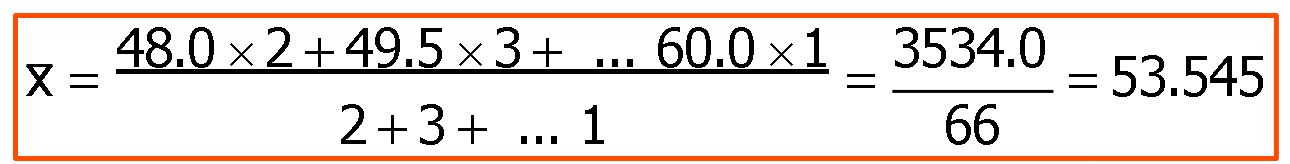 x̄ = 48.0 × 2 + 49.5 × 3 + ... 60.0 × 1 / 2 + 3 + ... 1 = 3534.0 / 66 = 53.545